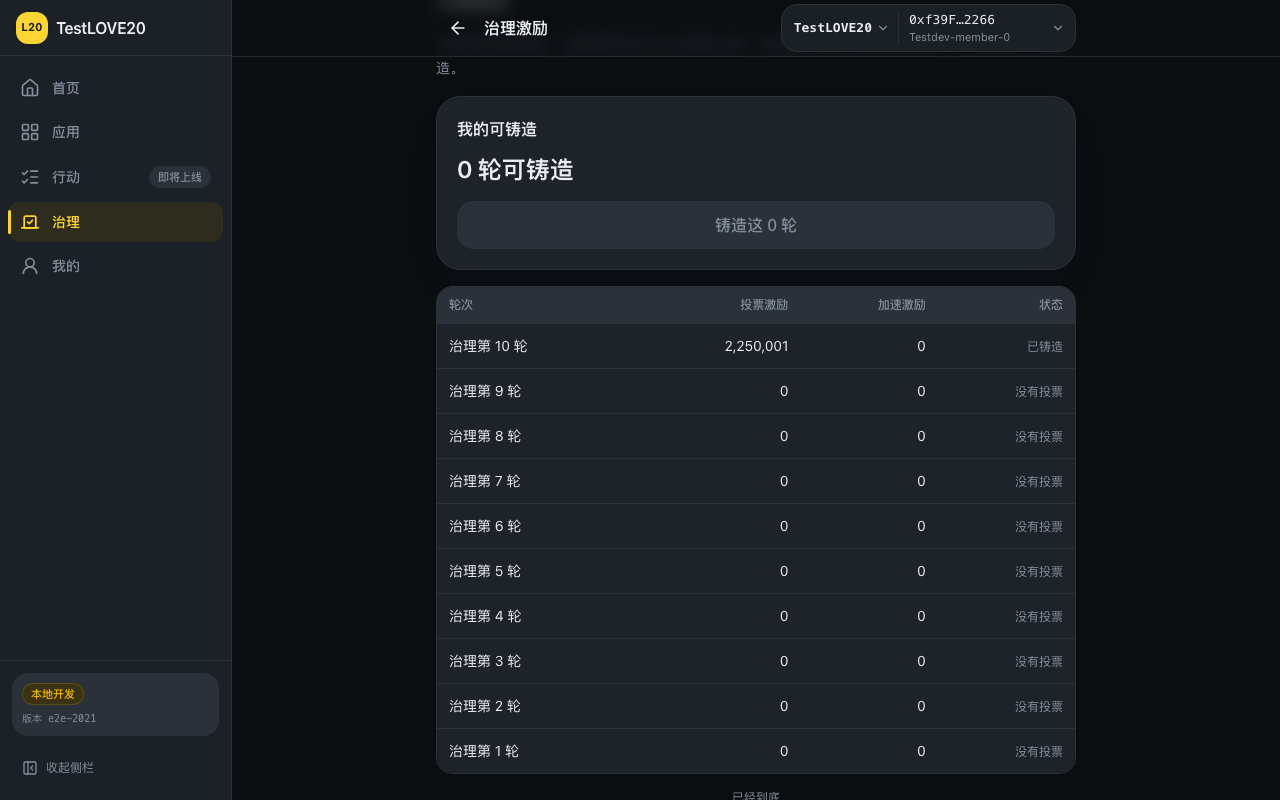 L20 TestLOVE20
首页
应用
行动 即将上线
治理
我的
本地开发
版本 e2e-2021
收起侧栏
治理激励
TestLOVE20
0xf39F…2266
Testdev-member-0
造。
我的可铸造
0 轮可铸造
铸造这 0 轮
轮次 投票激励 加速激励 状态
治理第 10 轮 2,250,001 0 已铸造
治理第 9 轮 0 0 没有投票
治理第 8 轮 0 0 没有投票
治理第 7 轮 0 0 没有投票
治理第 6 轮 0 0 没有投票
治理第 5 轮 0 0 没有投票
治理第 4 轮 0 0 没有投票
治理第 3 轮 0 0 没有投票
治理第 2 轮 0 0 没有投票
治理第 1 轮 0 0 没有投票
已经到底